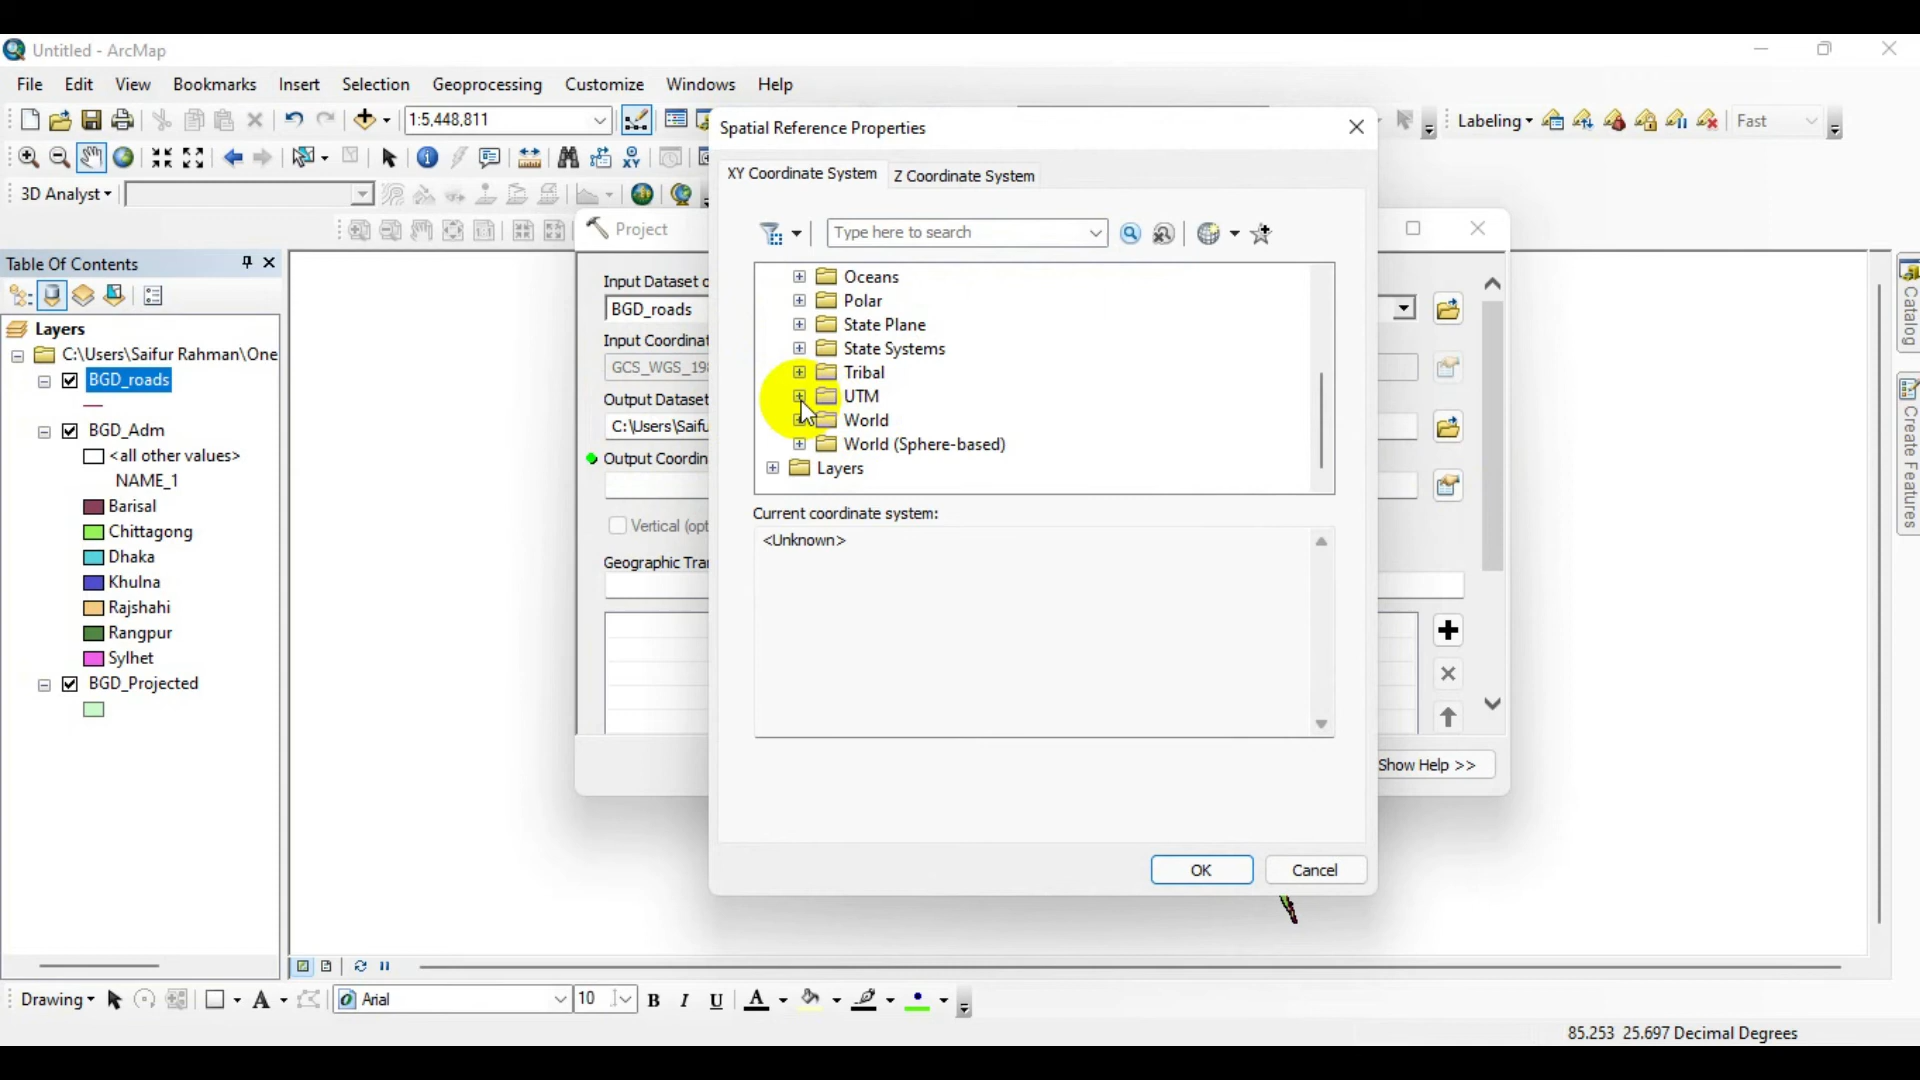 Untitled - ArcMap
File Edit View Bookmarks Insert Selection Geoprocessing Customize Windows Help
1:5,448,811
Labeling
Fast
3D Analyst
Spatial Reference Properties
XY Coordinate System
Z Coordinate System
Type here to search
Oceans
Polar
State Plane
State Systems
Tribal
UTM
World
World (Sphere-based)
Layers
Current coordinate system:
<Unknown>
OK
Cancel
Project
Input Dataset o
BGD_roads
Input Coordinat
GCS_WGS_198
Output Dataset
C:\Users\Saifu
Output Coordin
Vertical (opt
Geographic Tra
Show Help >>
Table Of Contents
Layers
C:\Users\Saifur Rahman\One
BGD_roads
BGD_Adm
<all other values>
NAME_1
Barisal
Chittagong
Dhaka
Khulna
Rajshahi
Rangpur
Sylhet
BGD_Projected
Catalog
Create Features
Drawing
A
Arial
10
B I U A
85.253 25.697 Decimal Degrees